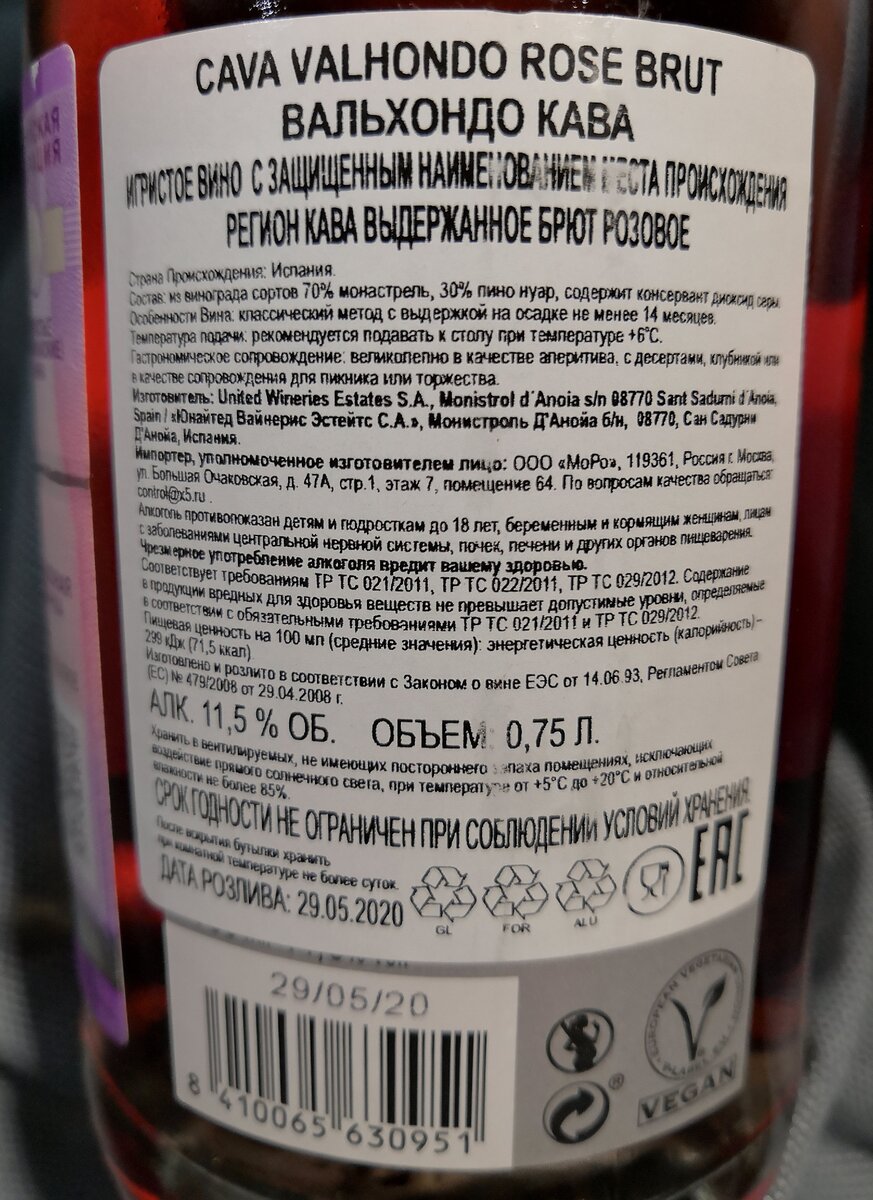 CAVA VALHONDO ROSE BRUT
ВАЛЬХОНДО КАВА
ИГРИСТОЕ ВИНО С ЗАЩИЩЕННЫМ НАИМЕНОВАНИЕМ МЕСТА ПРОИСХОЖДЕНИЯ
РЕГИОН КАВА ВЫДЕРЖАННОЕ БРЮТ РОЗОВОЕ
Страна Происхождения: Испания.
Состав: из винограда сортов 70% монастрель, 30% пино нуар, содержит консервант диоксид серы.
Особенности Вина: классический метод с выдержкой на осадке не менее 14 месяцев.
Температура подачи: рекомендуется подавать к столу при температуре +6°С.
Гастрономическое сопровождение: великолепно в качестве аперитива, с десертами, клубникой или
в качестве сопровождения для пикника или торжества.
Изготовитель: United Wineries Estates S.A., Monistrol d´Anoia s/n 08770 Sant Sadurni d´Anoia,
Spain / «Юнайтед Вайнерис Эстейтс С.А.», Монистроль Д'Анойа б/н, 08770, Сан Садурни
Д'Анойа, Испания.
Импортер, уполномоченное изготовителем лицо: ООО «МоРо», 119361, Россия г. Москва,
ул. Большая Очаковская, д. 47А, стр.1, этаж 7, помещение 64. По вопросам качества обращаться:
control@x5.ru .
Алкоголь противопоказан детям и подросткам до 18 лет, беременным и кормящим женщинам, лицам
с заболеваниями центральной нервной системы, почек, печени и других органов пищеварения.
Чрезмерное употребление алкоголя вредит вашему здоровью.
Соответствует требованиям ТР ТС 021/2011, ТР ТС 022/2011, ТР ТС 029/2012. Содержание
в продукции вредных для здоровья веществ не превышает допустимые уровни, определяемые
в соответствии с обязательными требованиями ТР ТС 021/2011 и ТР ТС 029/2012.
Пищевая ценность на 100 мл (средние значения): энергетическая ценность (калорийность) –
299 кДж (71,5 ккал)
Изготовлено и розлито в соответствии с Законом о вине ЕЭС от 14.06.93, Регламентом Совета
(ЕС) № 479/2008 от 29.04.2008 г.
АЛК. 11,5 % ОБ. ОБЪЕМ: 0,75 Л.
Хранить в вентилируемых, не имеющих постороннего запаха помещениях, исключающих
воздействие прямого солнечного света, при температуре от +5°С до +20°С и относительной
влажности не более 85%.
СРОК ГОДНОСТИ НЕ ОГРАНИЧЕН ПРИ СОБЛЮДЕНИИ УСЛОВИЙ ХРАНЕНИЯ.
После вскрытия бутылки хранить
при комнатной температуре не более суток.
ДАТА РОЗЛИВА: 29.05.2020
GL FOR ALU
EAC
29/05/20
8 410065 630951
®
EUROPEAN VEGETARIAN
VEGAN